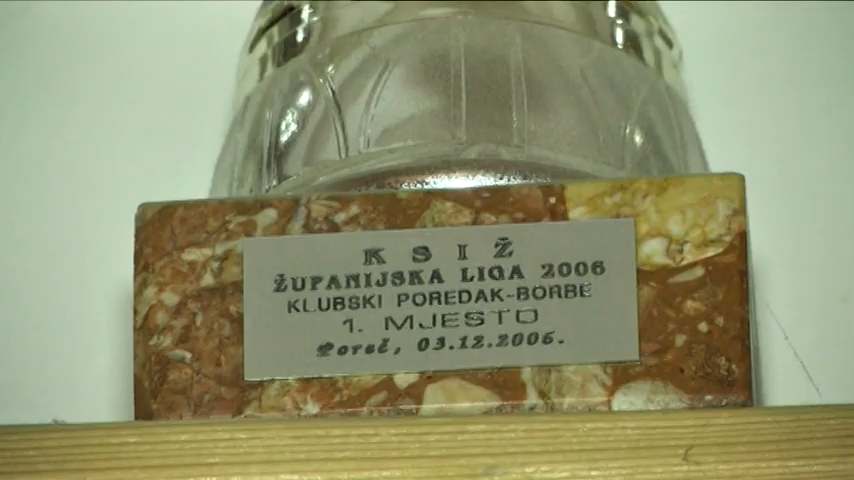 K S I Ž
ŽUPANIJSKA LIGA 2006
KLUBSKI POREDAK-BORBE
1. MJESTO
Poreč, 03.12.2006.